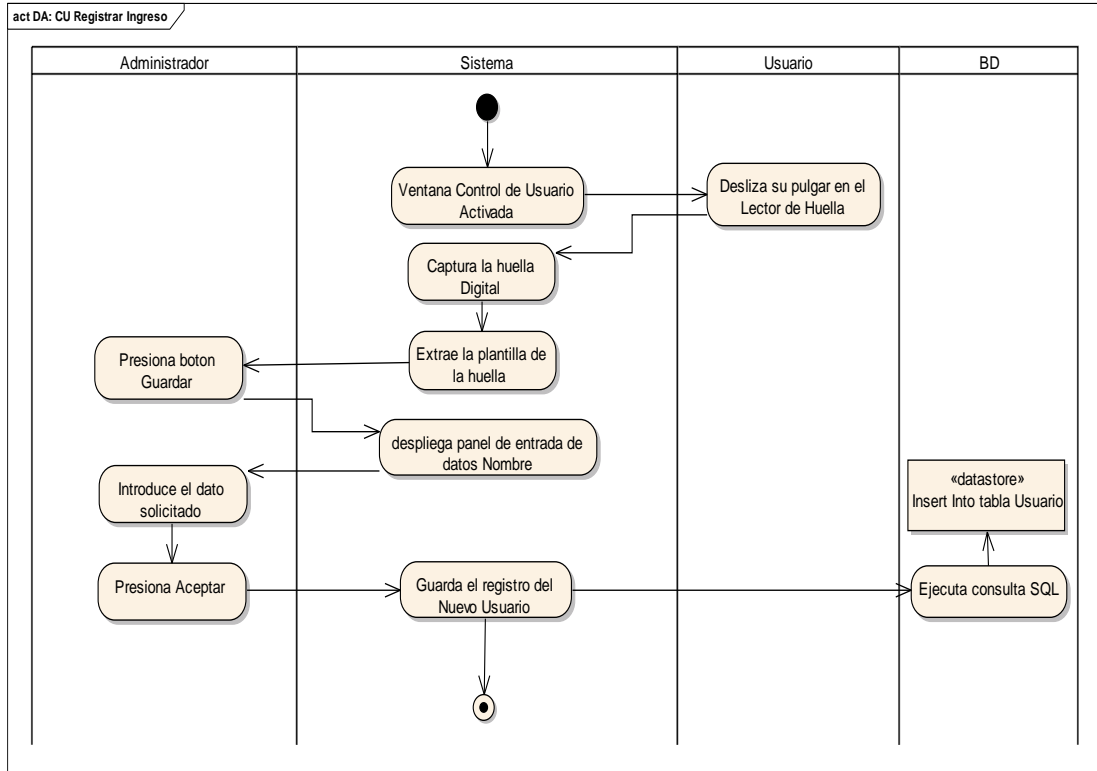 act DA: CU Registrar Ingreso
Administrador
Sistema
Usuario
BD
Ventana Control de Usuario
Activada
Desliza su pulgar en el
Lector de Huella
Captura la huella
Digital
Extrae la plantilla de
la huella
Presiona boton
Guardar
despliega panel de entrada de
datos Nombre
Introduce el dato
solicitado
«datastore»
Insert Into tabla Usuario
Presiona Aceptar
Guarda el registro del
Nuevo Usuario
Ejecuta consulta SQL